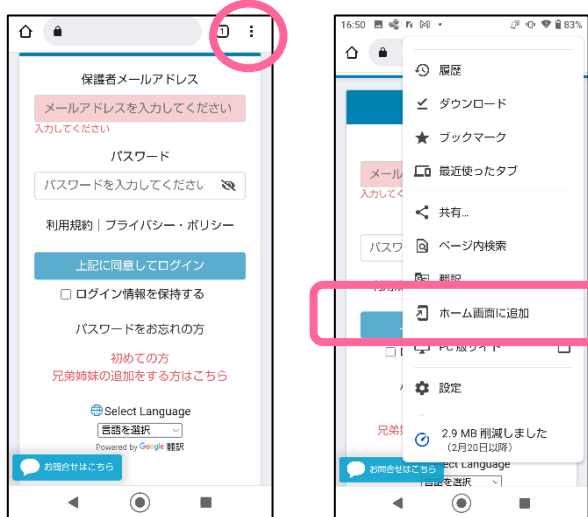 1
保護者メールアドレス
メールアドレスを入力してください
入力してください
パスワード
パスワードを入力してくださし
利用規約｜プライバシー・ポリシー
上記に同意してログイン
ログイン情報を保持する
パスワードをお忘れの方
初めての方
兄弟姉妹の追加をする方はこちら
Select Language
言語を選択
Powered by Google 翻訳
お問合せはこちら
16:50
83%
履歴
ダウンロード
ブックマーク
最近使ったタブ
共有...
ページ内検索
翻訳
ホーム画面に追加
PC 版サイト
設定
2.9 MB 削減しました
（2月20日以降）
メール
入力してく
パスワ
兄弟
お問合せはこちら
ect Language
言語を選択